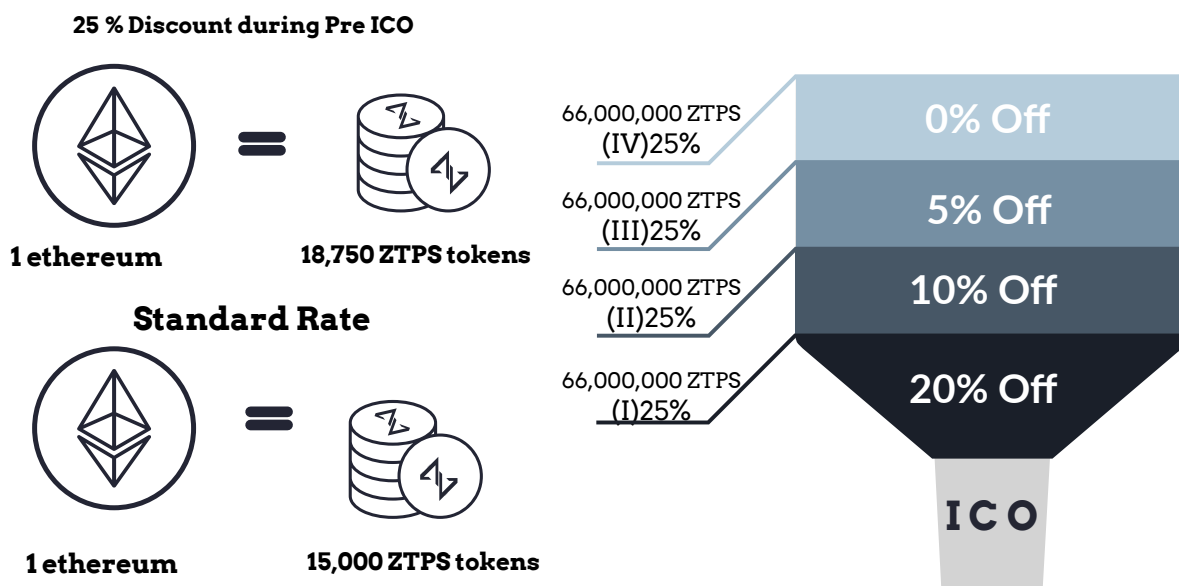 25 % Discount during Pre ICO
1 ethereum
18,750 ZTPS tokens
Standard Rate
1 ethereum
15,000 ZTPS tokens
66,000,000 ZTPS
(IV)25%
0% Off
66,000,000 ZTPS
(III)25%
5% Off
66,000,000 ZTPS
(II)25%
10% Off
66,000,000 ZTPS
(I)25%
20% Off
ICO